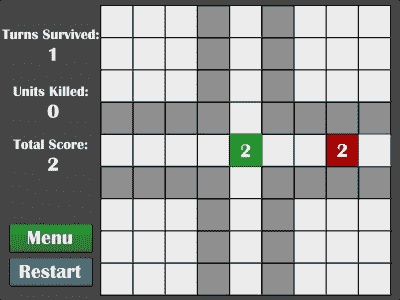 Turns Survived:
1
Units Killed:
0
Total Score:
2
2 2
Menu
Restart